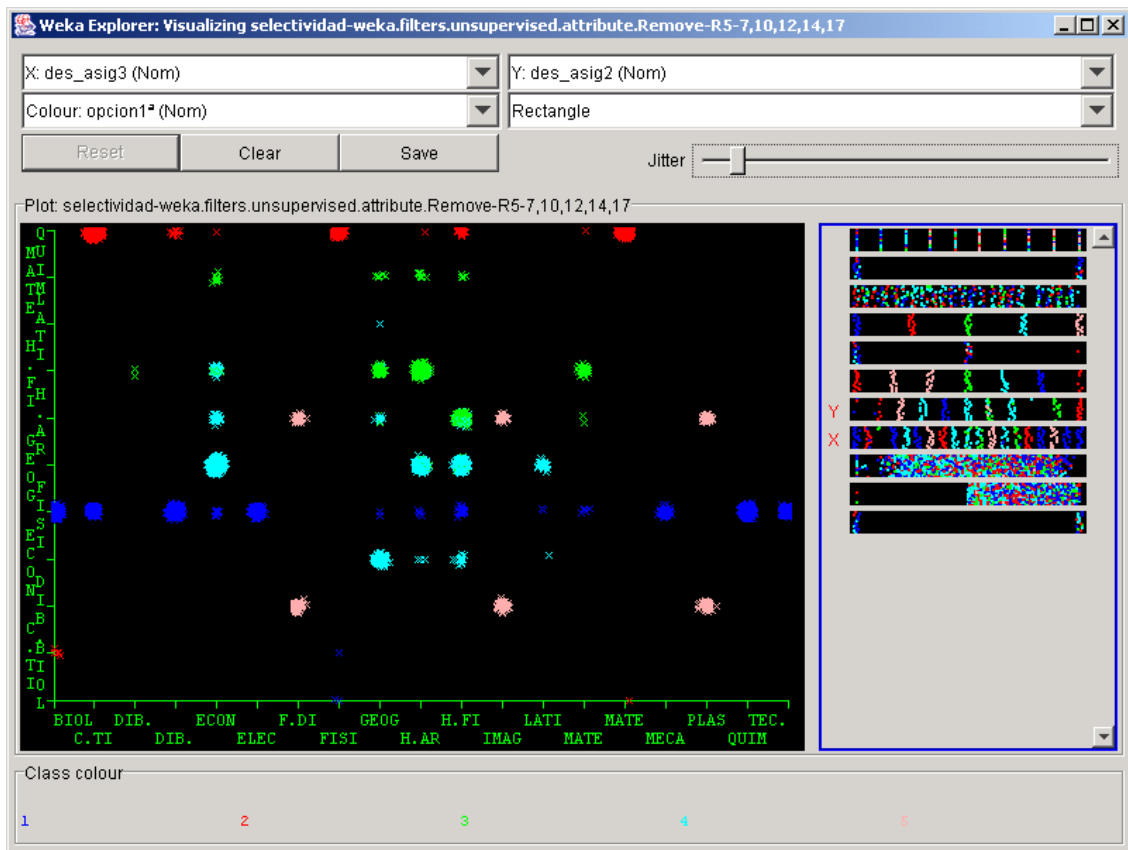 Weka Explorer: Visualizing selectividad-weka.filters.unsupervised.attribute.Remove-R5-7,10,12,14,17
X: des_asig3 (Nom) Y: des_asig2 (Nom)
Colour: opcion1ª (Nom) Rectangle
Reset Clear Save Jitter
Plot: selectividad-weka.filters.unsupervised.attribute.Remove-R5-7,10,12,14,17
Y
X
BIOL DIB. ECON F.DI GEOG H.FI LATI MATE PLAS TEC.
C.TI DIB. ELEC FISI H.AR IMAG MATE MECA QUIM
Class colour
1 2 3 4 5